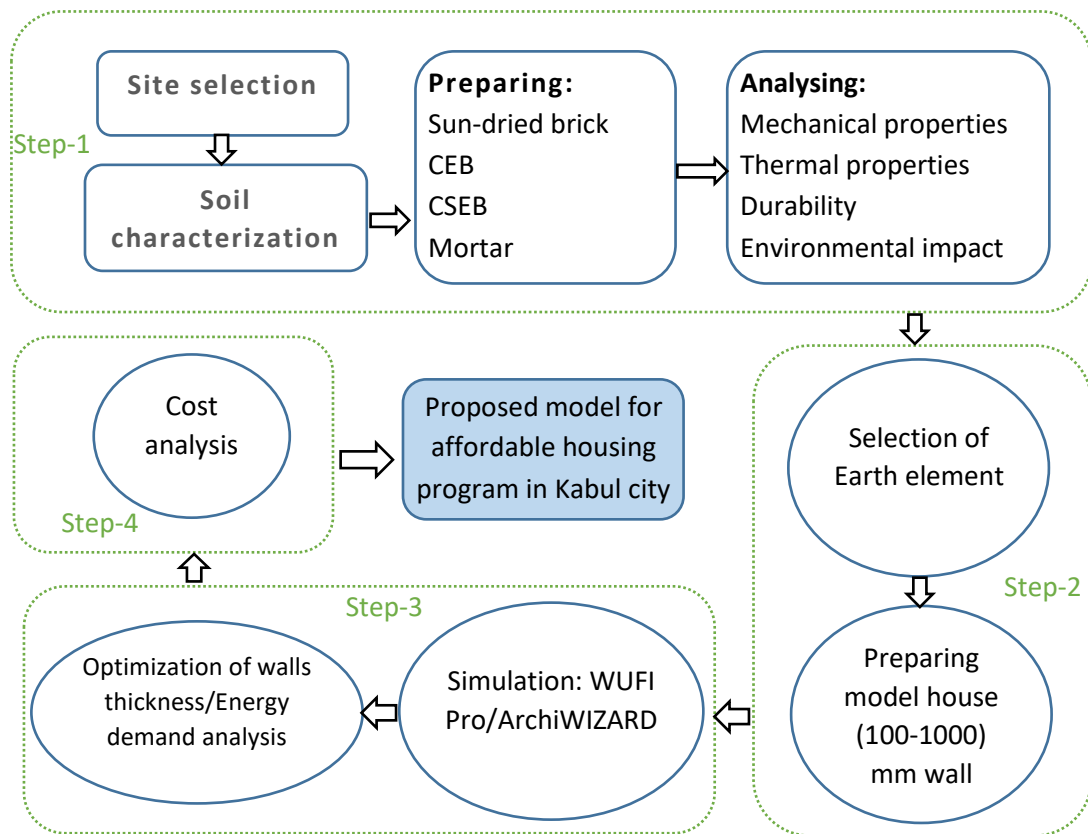 Step-1
Site selection
Soil
characterization
Preparing:
Sun-dried brick
CEB
CSEB
Mortar
Analysing:
Mechanical properties
Thermal properties
Durability
Environmental impact
Selection of
Earth element
Step-2
Preparing
model house
(100-1000)
mm wall
Step-3
Simulation: WUFI
Pro/ArchiWIZARD
Optimization of walls
thickness/Energy
demand analysis
Cost
analysis
Step-4
Proposed model for
affordable housing
program in Kabul city